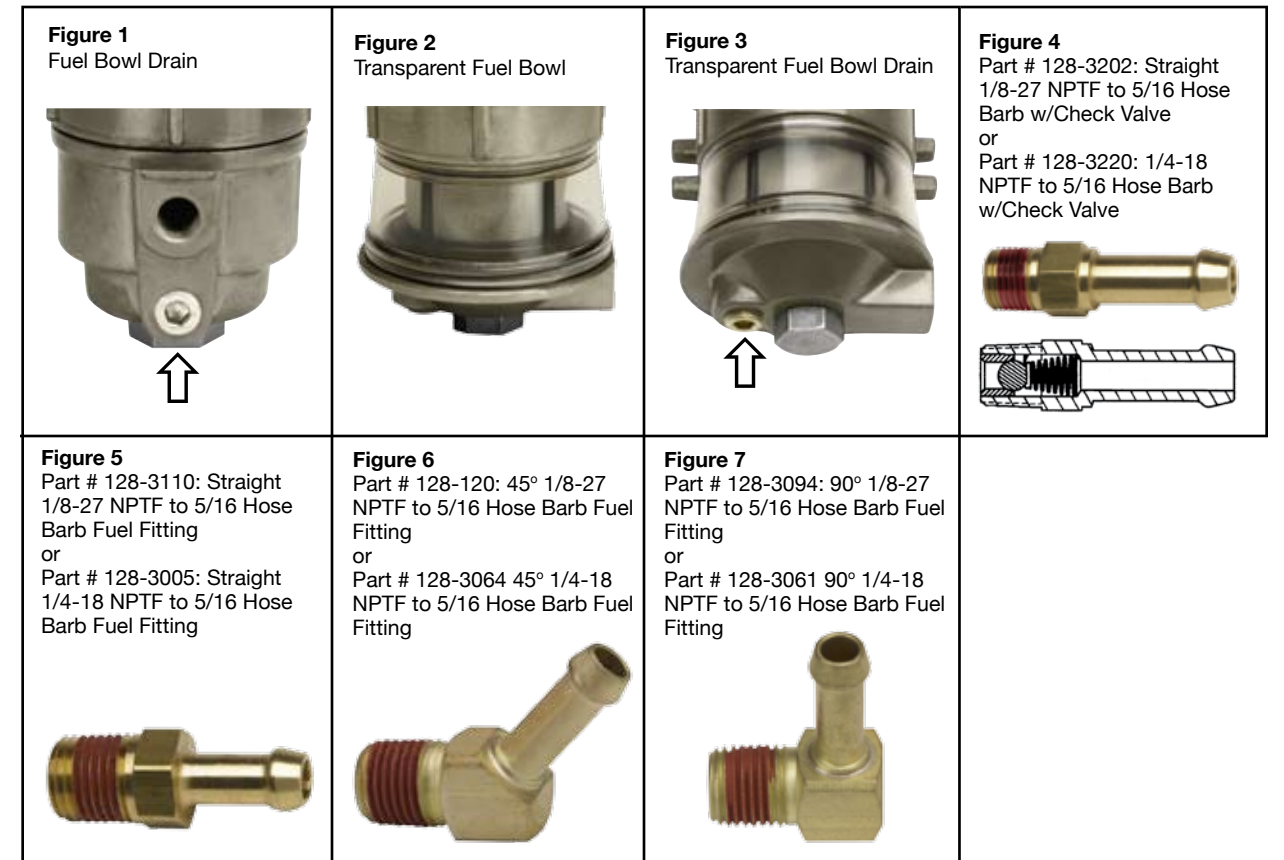 Figure 1
Fuel Bowl Drain
Figure 2
Transparent Fuel Bowl
Figure 3
Transparent Fuel Bowl Drain
Figure 4
Part # 128-3202: Straight
1/8-27 NPTF to 5/16 Hose
Barb w/Check Valve
or
Part # 128-3220: 1/4-18
NPTF to 5/16 Hose Barb
w/Check Valve
Figure 5
Part # 128-3110: Straight
1/8-27 NPTF to 5/16 Hose
Barb Fuel Fitting
or
Part # 128-3005: Straight
1/4-18 NPTF to 5/16 Hose
Barb Fuel Fitting
Figure 6
Part # 128-120: 45º 1/8-27
NPTF to 5/16 Hose Barb Fuel
Fitting
or
Part # 128-3064 45º 1/4-18
NPTF to 5/16 Hose Barb Fuel
Fitting
Figure 7
Part # 128-3094: 90º 1/8-27
NPTF to 5/16 Hose Barb Fuel
Fitting
or
Part # 128-3061 90º 1/4-18
NPTF to 5/16 Hose Barb Fuel
Fitting